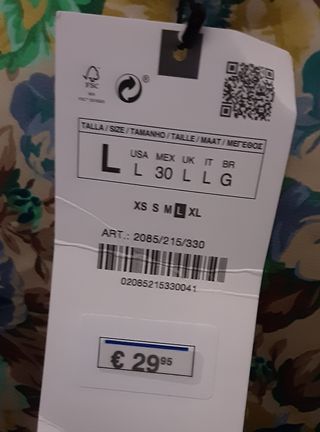 FSC
TALLA / SIZE / TAMANHO / TAILLE / MAAT / ΜΕΓΕΘΟΣ
L
USA MEX UK IT BR
L 30 L L G
XS S M L XL
ART.: 2085/215/330
02085215330041
€ 29 95